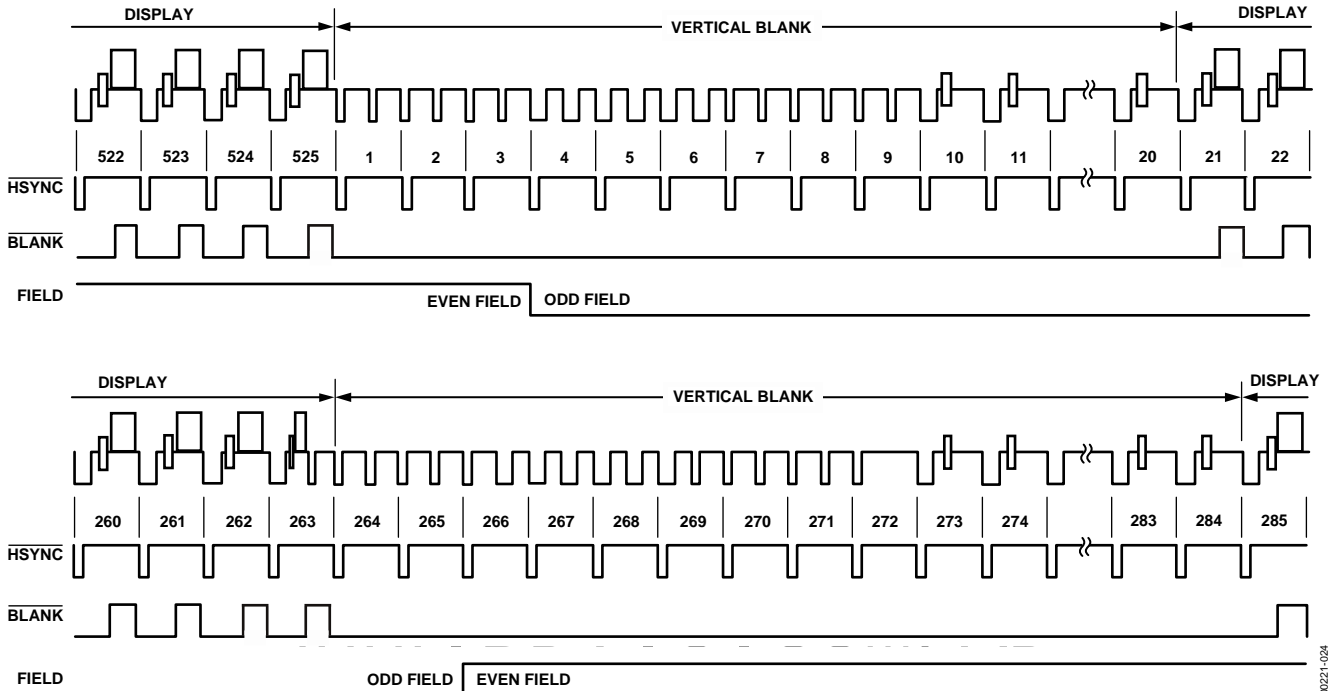 DISPLAY
VERTICAL BLANK
DISPLAY
522 523 524 525 1 2 3 4 5 6 7 8 9 10 11 20 21 22
HSYNC
BLANK
FIELD
EVEN FIELD ODD FIELD
DISPLAY
VERTICAL BLANK
DISPLAY
260 261 262 263 264 265 266 267 268 269 270 271 272 273 274 283 284 285
HSYNC
BLANK
FIELD
ODD FIELD EVEN FIELD